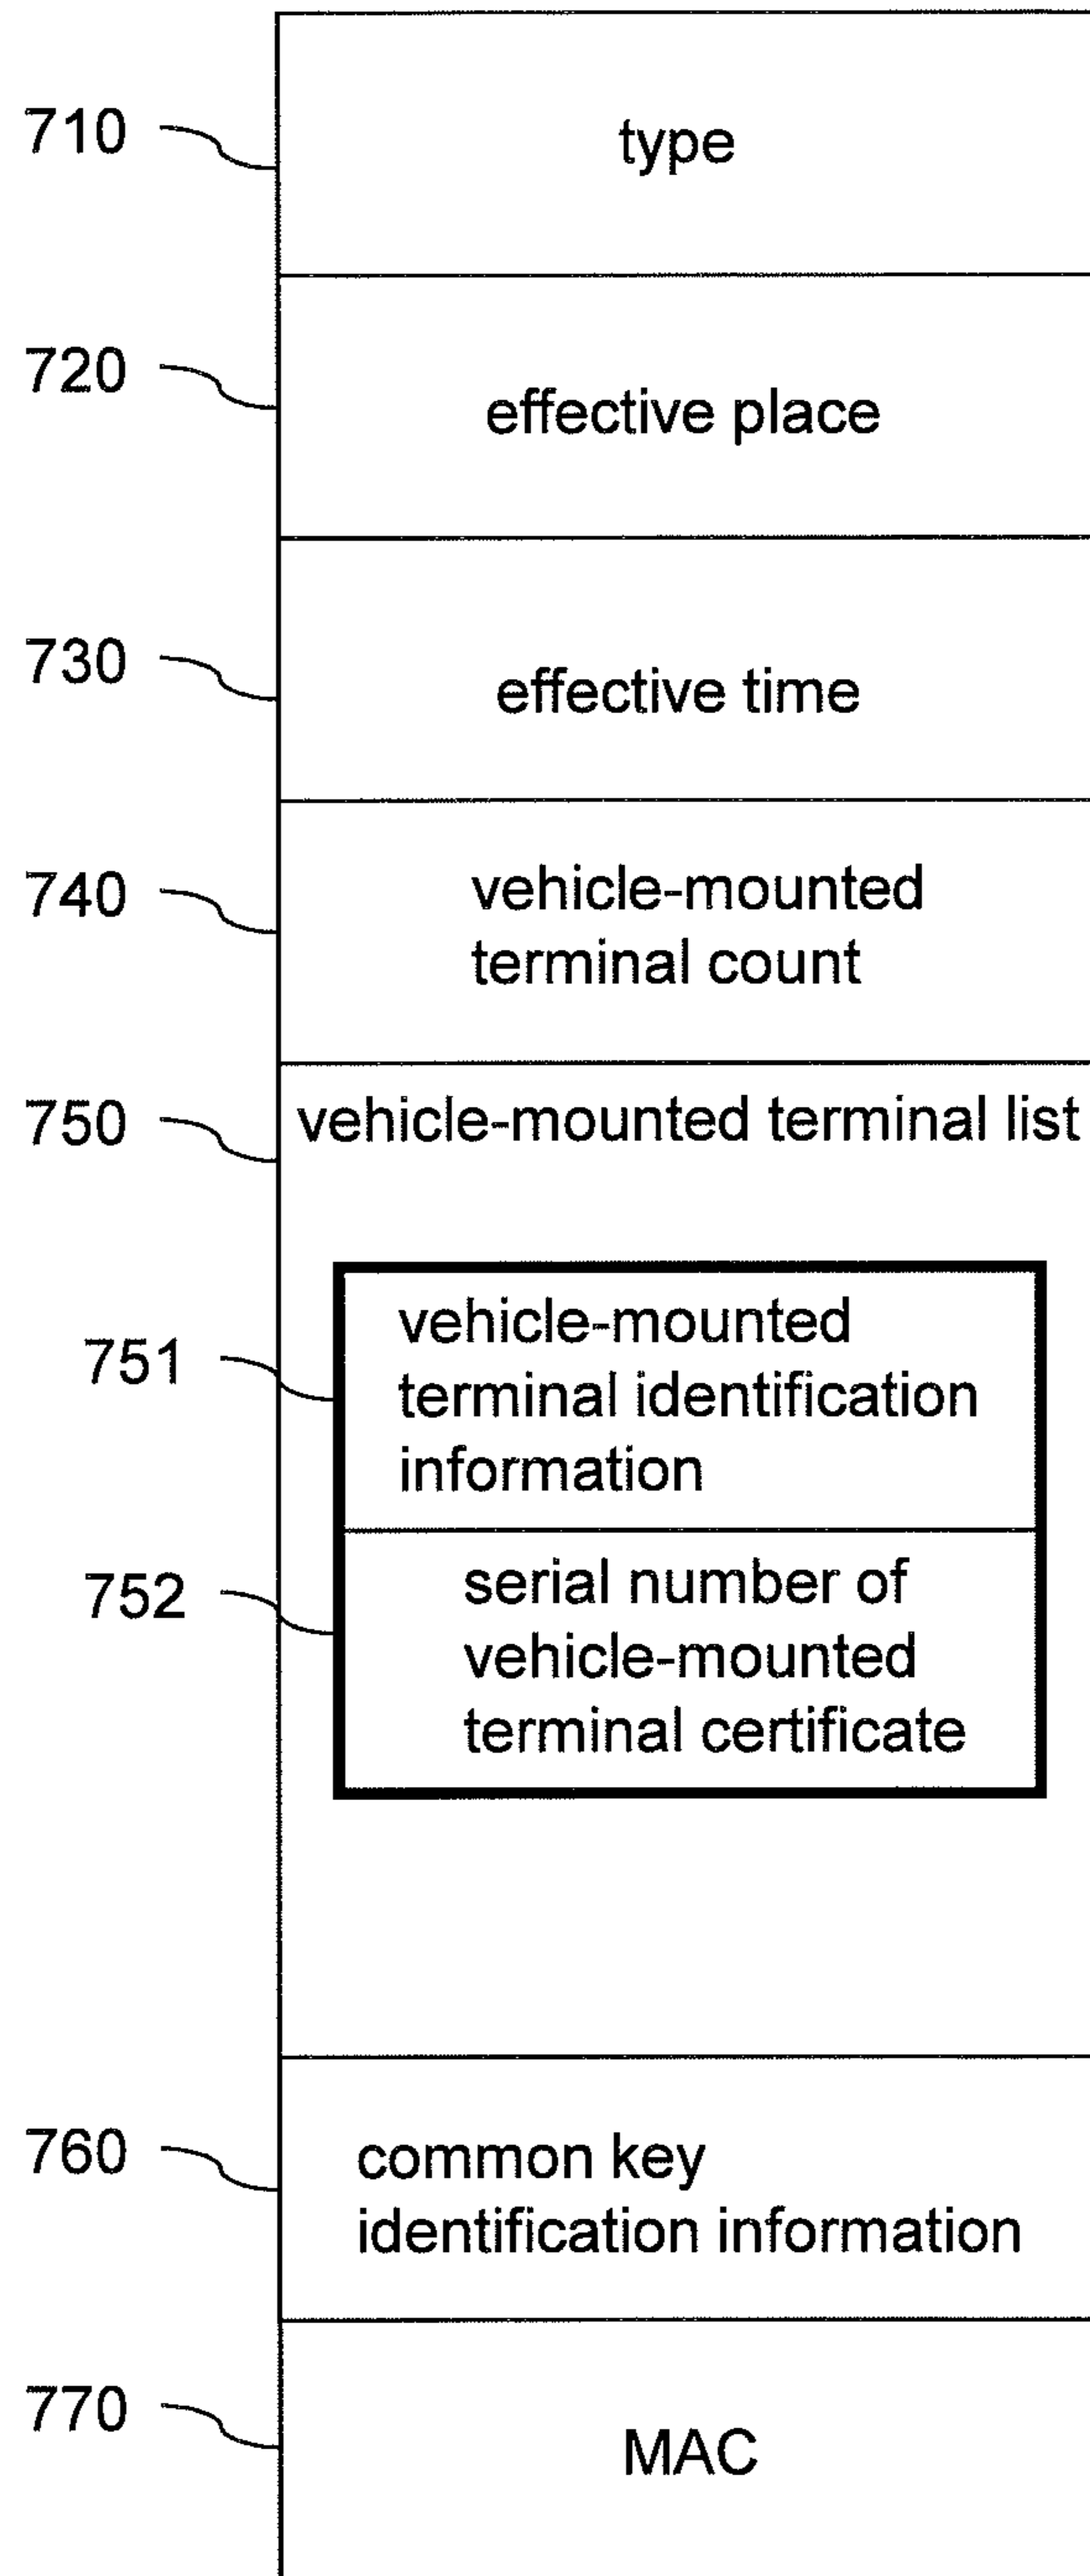 710
type
720
effective place
730
effective time
740
vehicle-mounted
terminal count
750
vehicle-mounted terminal list
751
vehicle-mounted
terminal identification
information
752
serial number of
vehicle-mounted
terminal certificate
760
common key
identification information
770
MAC